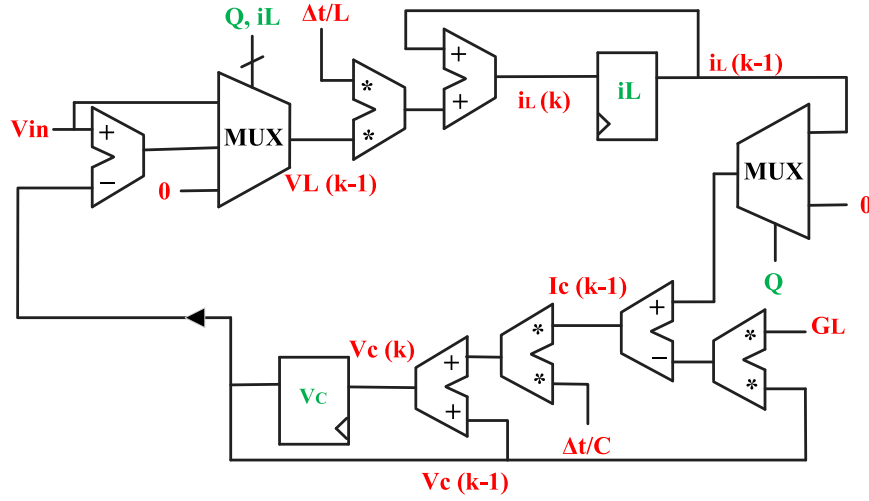 Q, iL
Δt/L
+
+
iL (k)
iL
iL (k-1)
Vin
+
−
MUX
*
*
0
VL (k-1)
MUX
0
Q
Ic (k-1)
+
−
*
*
GL
Vc (k)
+
+
*
*
Vc
Δt/C
Vc (k-1)